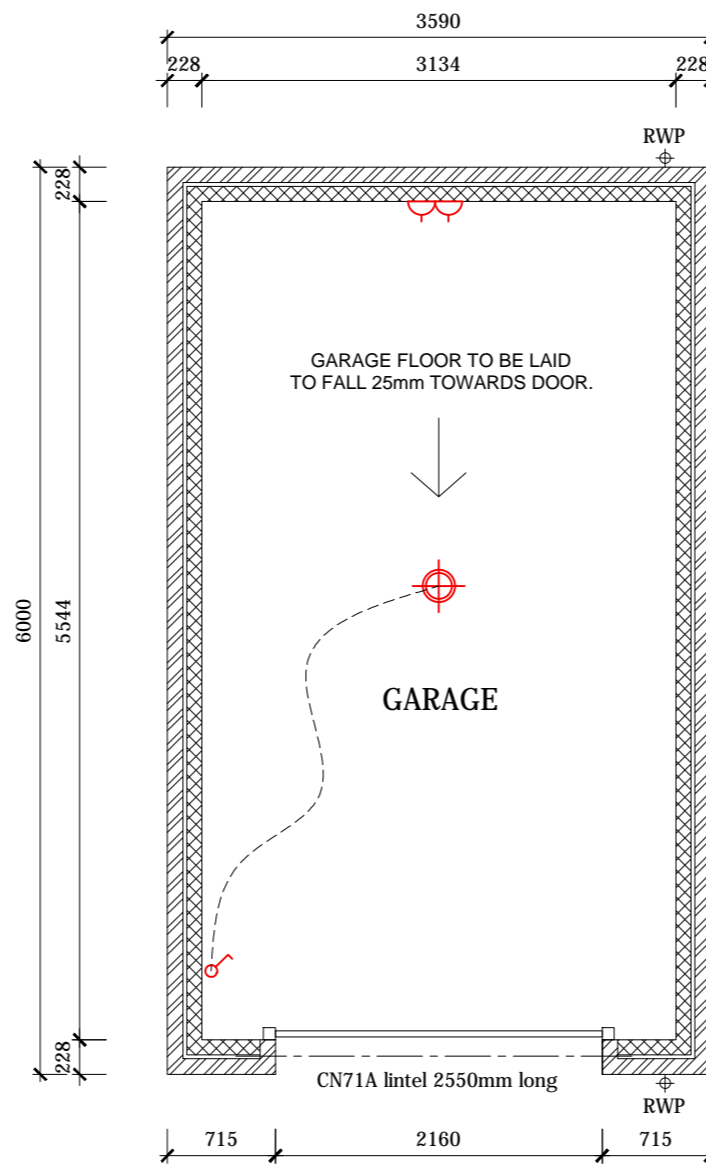 3590
228
3134
228
RWP
228
GARAGE FLOOR TO BE LAID
TO FALL 25mm TOWARDS DOOR.
6000
5544
GARAGE
228
CN71A lintel 2550mm long
RWP
715
2160
715